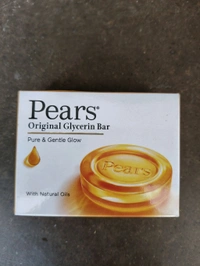 Pears®
Original Glycerin Bar
Pure & Gentle Glow
Pears
With Natural Oils